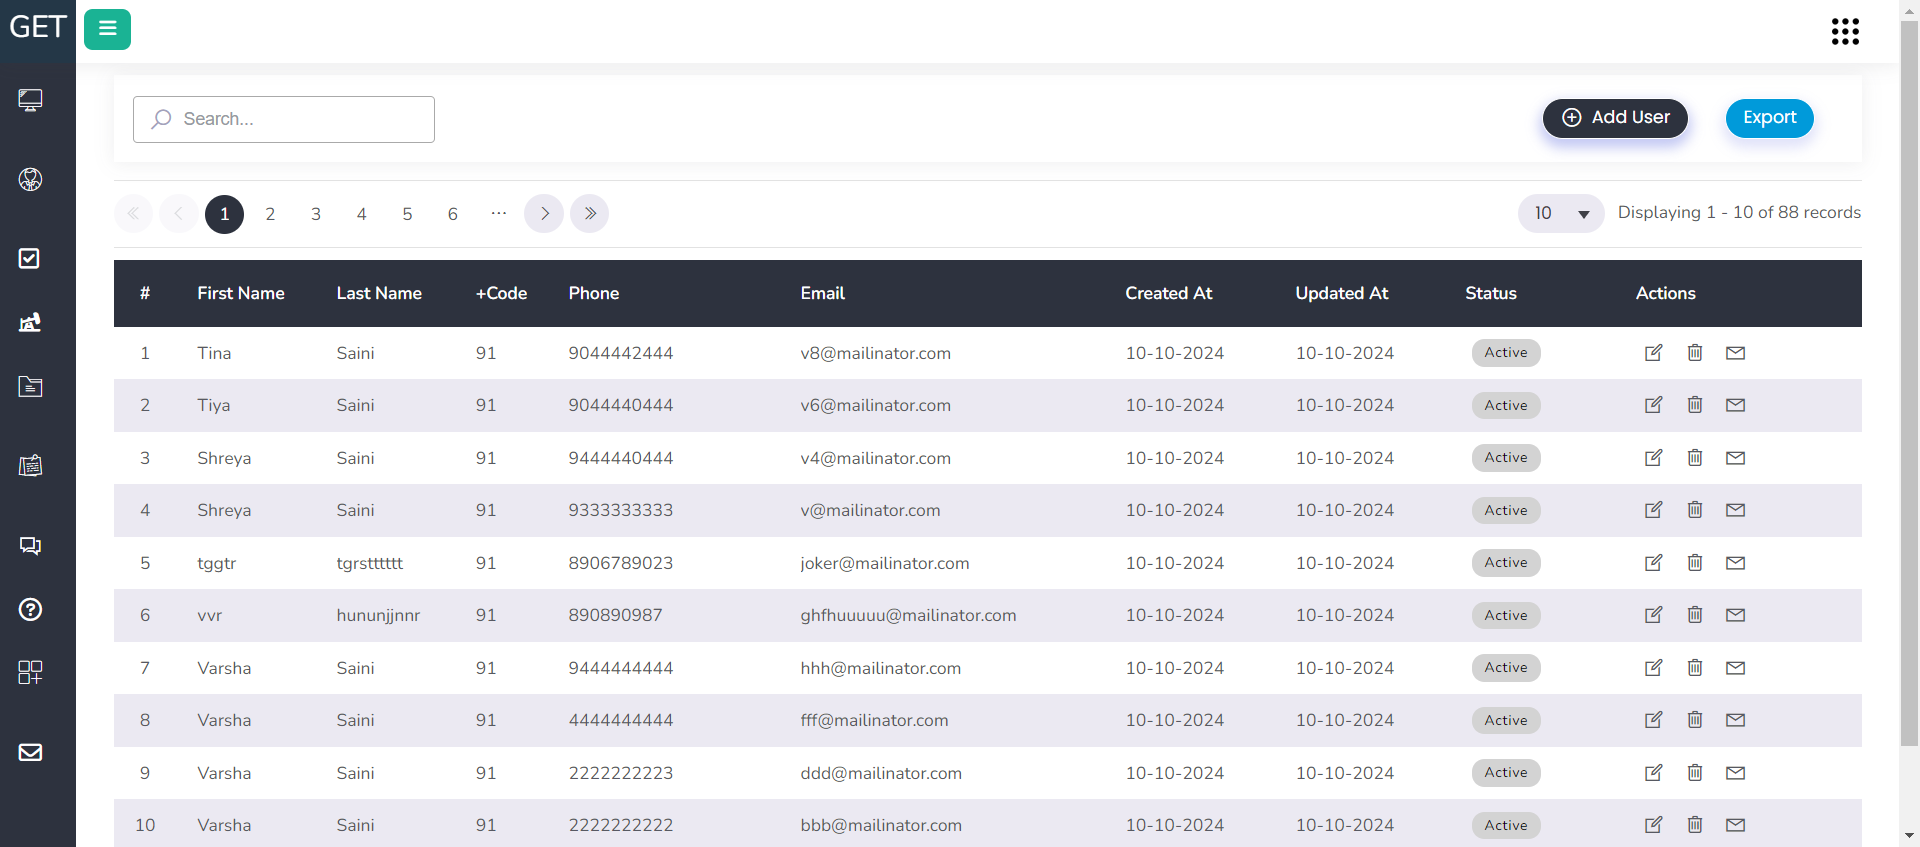 GET
Search...
Add User
Export
1 2 3 4 5 6 ...
10
Displaying 1 - 10 of 88 records
# First Name Last Name +Code Phone Email Created At Updated At Status Actions
1 Tina Saini 91 9044442444 v8@mailinator.com 10-10-2024 10-10-2024 Active
2 Tiya Saini 91 9044440444 v6@mailinator.com 10-10-2024 10-10-2024 Active
3 Shreya Saini 91 9444440444 v4@mailinator.com 10-10-2024 10-10-2024 Active
4 Shreya Saini 91 9333333333 v@mailinator.com 10-10-2024 10-10-2024 Active
5 tggtr tgrstttttt 91 8906789023 joker@mailinator.com 10-10-2024 10-10-2024 Active
6 vvr hununjjnnr 91 890890987 ghfhuuuuu@mailinator.com 10-10-2024 10-10-2024 Active
7 Varsha Saini 91 9444444444 hhh@mailinator.com 10-10-2024 10-10-2024 Active
8 Varsha Saini 91 4444444444 fff@mailinator.com 10-10-2024 10-10-2024 Active
9 Varsha Saini 91 2222222223 ddd@mailinator.com 10-10-2024 10-10-2024 Active
10 Varsha Saini 91 2222222222 bbb@mailinator.com 10-10-2024 10-10-2024 Active